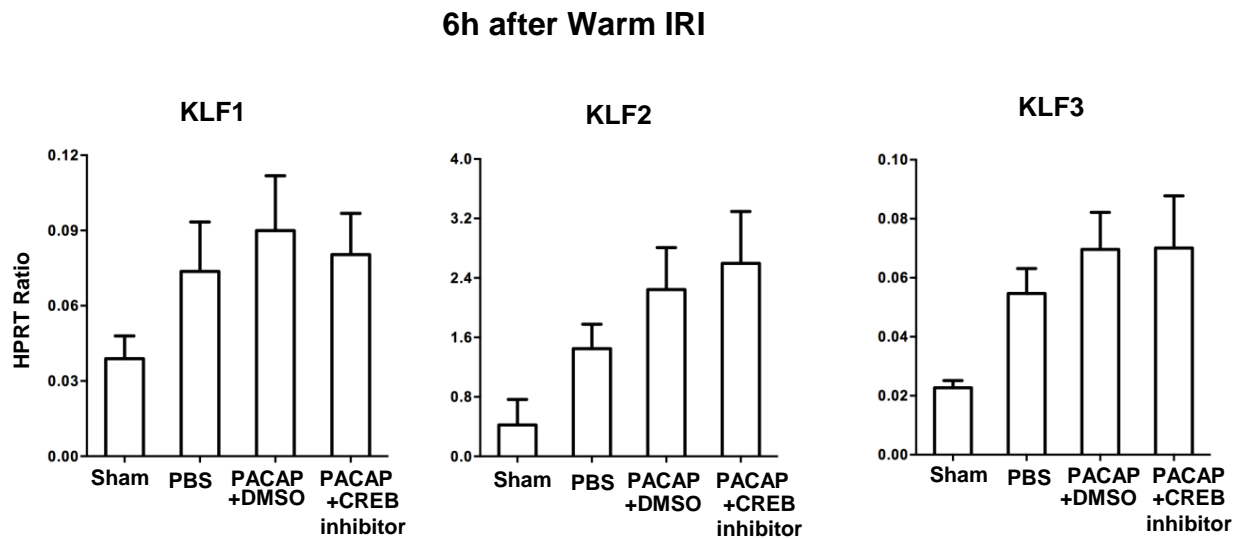 6h after Warm IRI
KLF1
HPRT Ratio
0.12
0.09
0.06
0.03
0.00
Sham
PBS
PACAP
+DMSO
PACAP
+CREB
inhibitor
KLF2
4.0
3.2
2.4
1.6
0.8
0.0
Sham
PBS
PACAP
+DMSO
PACAP
+CREB
inhibitor
KLF3
0.10
0.08
0.06
0.04
0.02
0.00
Sham
PBS
PACAP
+DMSO
PACAP
+CREB
inhibitor